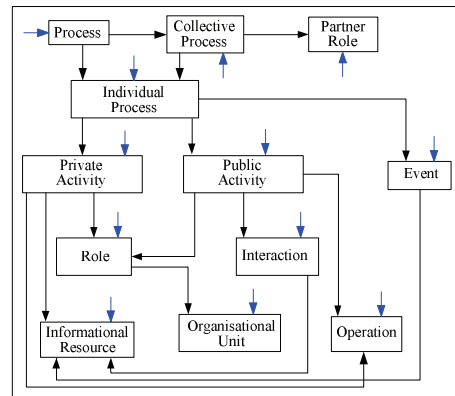 Process
Collective
Process
Partner
Role
Individual
Process
Private
Activity
Public
Activity
Event
Role
Interaction
Informational
Resource
Organisational
Unit
Operation